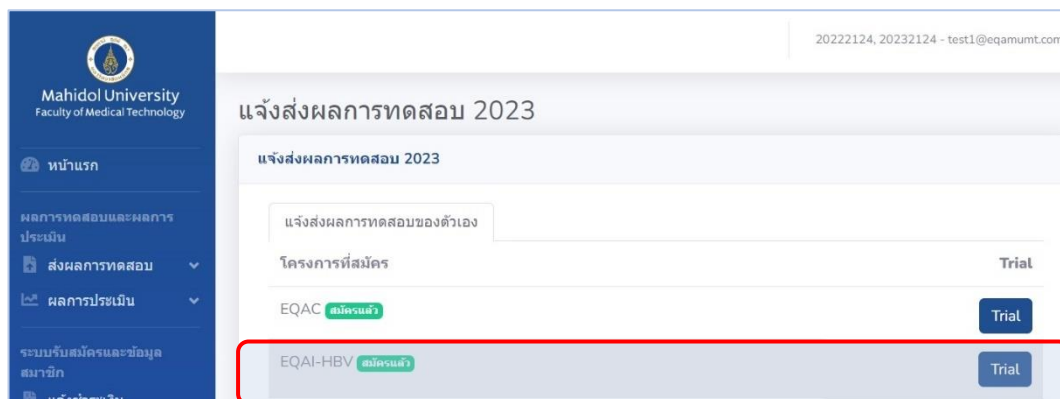 20222124, 20232124 - test1@eqamumt.com
Mahidol University
Faculty of Medical Technology
หน้าแรก
ผลการทดสอบและผลการ
ประเมิน
ส่งผลการทดสอบ
ผลการประเมิน
ระบบรับสมัครและข้อมูล
สมาชิก
แจ้งส่งผลการทดสอบ 2023
แจ้งส่งผลการทดสอบ 2023
แจ้งส่งผลการทดสอบของตัวเอง
โครงการที่สมัคร Trial
EQAC สมัครแล้ว Trial
EQAI-HBV สมัครแล้ว Trial